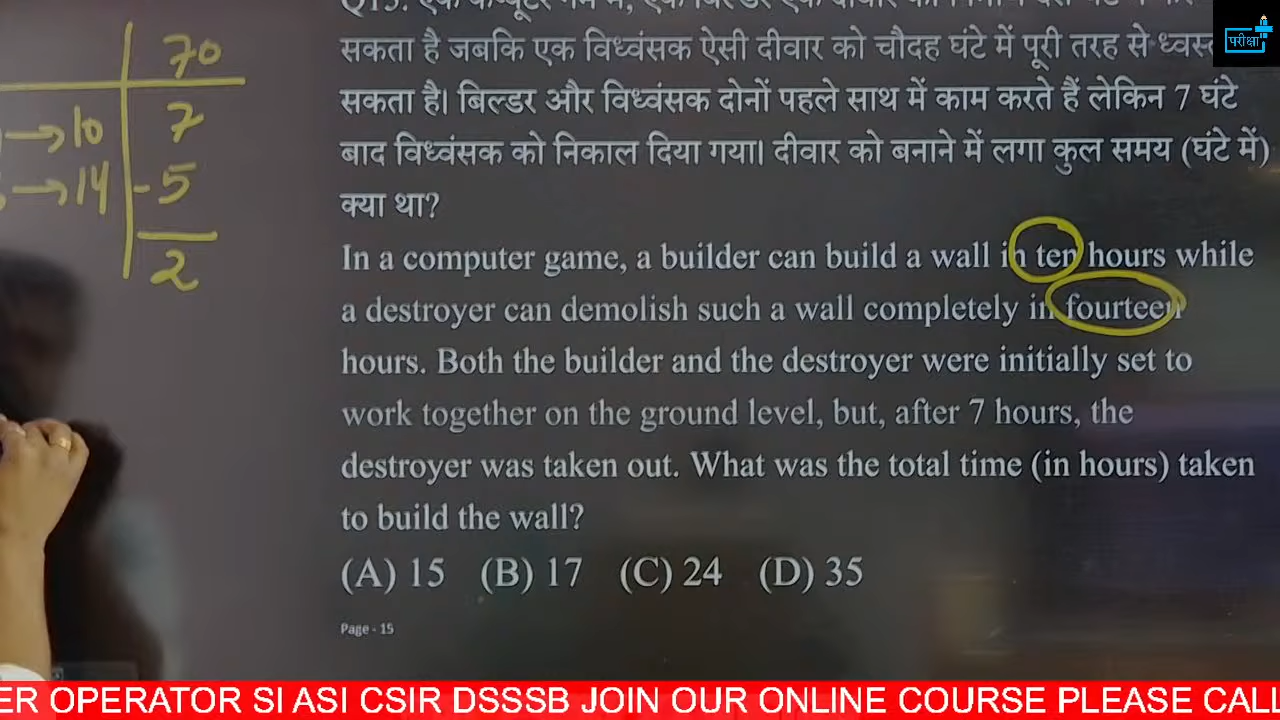 70
→10 7
→14 -5
2
परीक्षा
सकता है जबकि एक विध्वंसक ऐसी दीवार को चौदह घंटे में पूरी तरह से
सकता है। बिल्डर और विध्वंसक दोनों पहले साथ में काम करते हैं लेकिन 7 घंटे
बाद विध्वंसक को निकाल दिया गया। दीवार को बनाने में लगा कुल समय (घंटे में)
क्या था?
In a computer game, a builder can build a wall in ten hours while
a destroyer can demolish such a wall completely in fourteen
hours. Both the builder and the destroyer were initially set to
work together on the ground level, but, after 7 hours, the
destroyer was taken out. What was the total time (in hours) taken
to build the wall?
(A) 15 (B) 17 (C) 24 (D) 35
Page - 15
ER OPERATOR SI ASI CSIR DSSSB JOIN OUR ONLINE COURSE PLEASE CALL